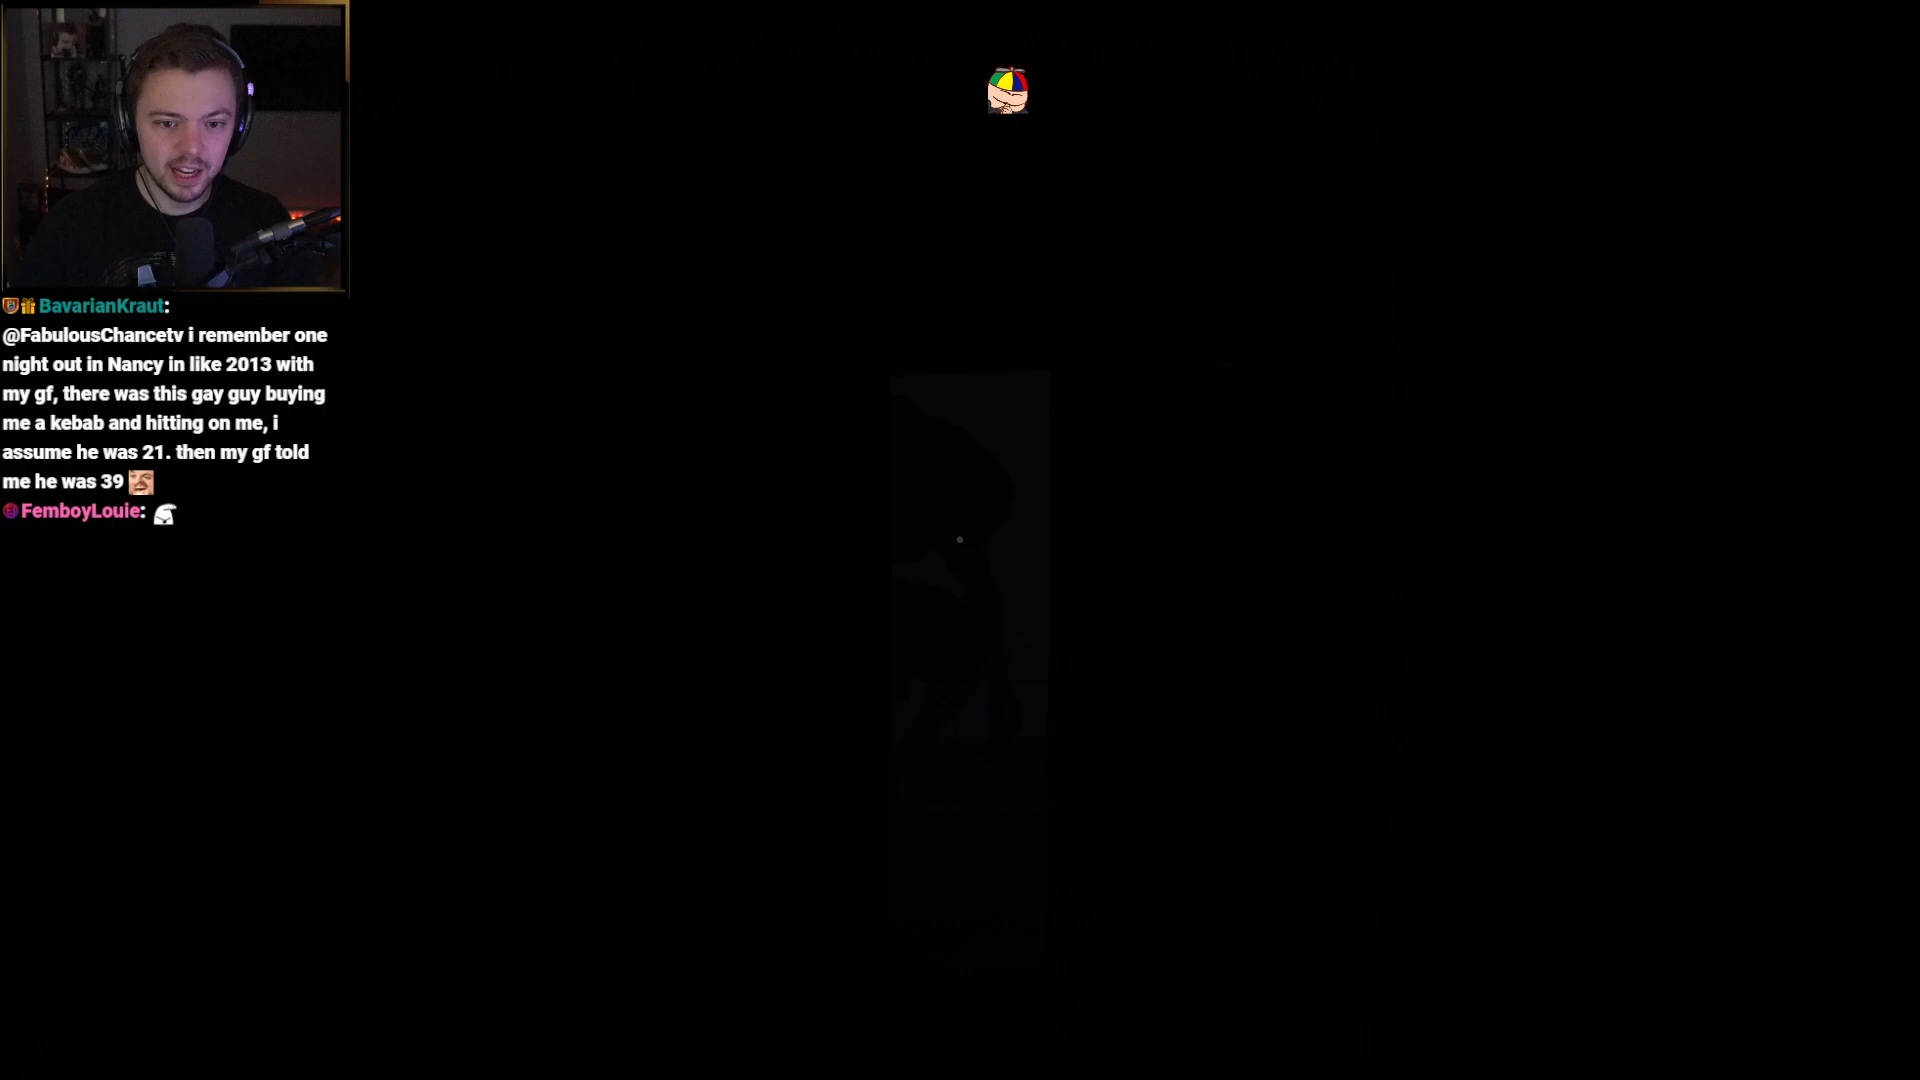 BavarianKraut:
@FabulousChancetv i remember one
night out in Nancy in like 2013 with
my gf, there was this gay guy buying
me a kebab and hitting on me, i
assume he was 21. then my gf told
me he was 39
FemboyLouie: